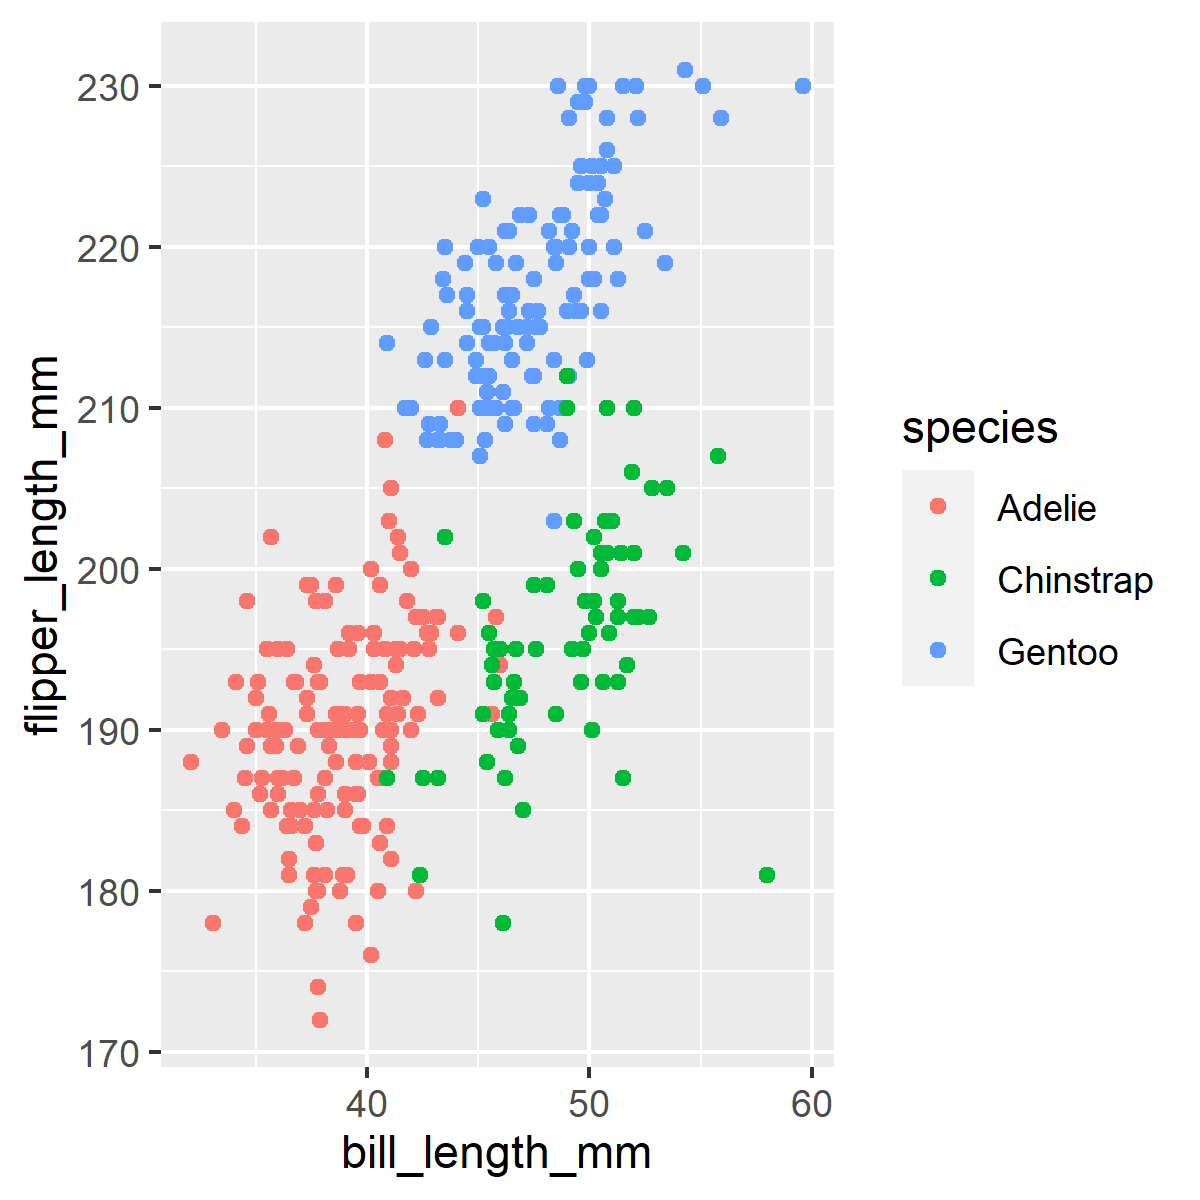 230
220
210
200
190
180
170
flipper_length_mm
40 50 60
bill_length_mm
species
Adelie
Chinstrap
Gentoo